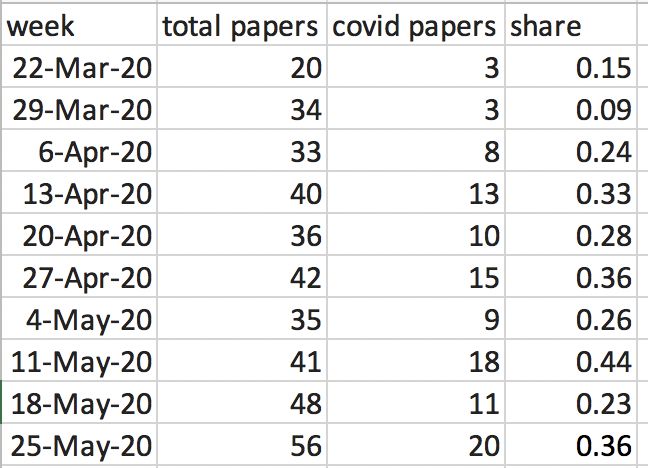 week total papers covid papers share
22-Mar-20 20 3 0.15
29-Mar-20 34 3 0.09
6-Apr-20 33 8 0.24
13-Apr-20 40 13 0.33
20-Apr-20 36 10 0.28
27-Apr-20 42 15 0.36
4-May-20 35 9 0.26
11-May-20 41 18 0.44
18-May-20 48 11 0.23
25-May-20 56 20 0.36